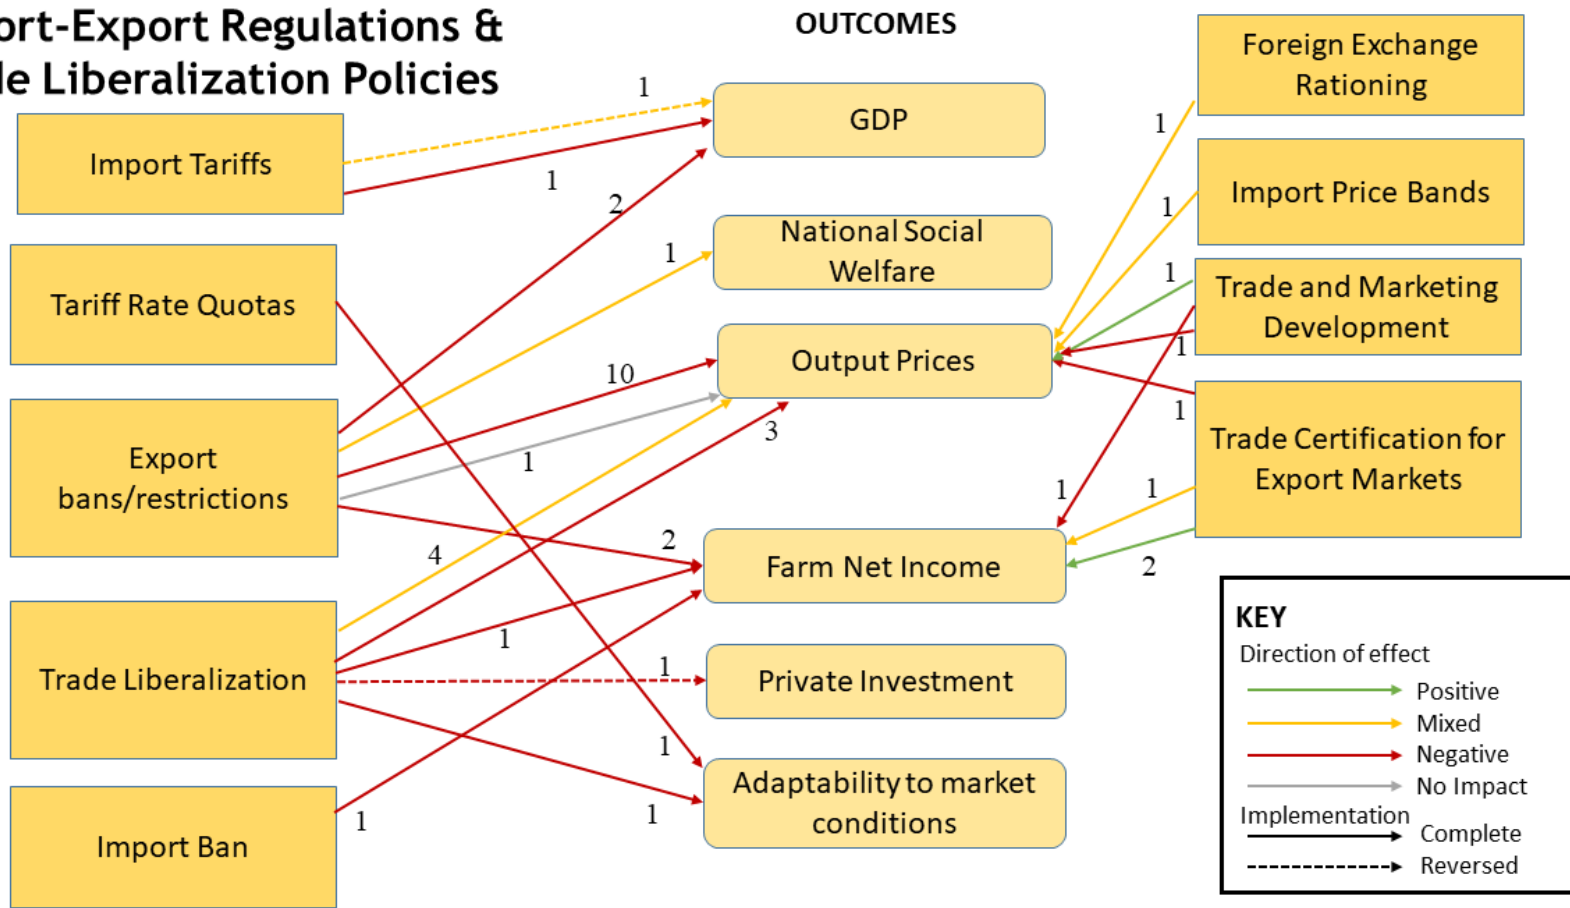 ort-Export Regulations &
de Liberalization Policies
OUTCOMES
Import Tariffs
Tariff Rate Quotas
Export
bans/restrictions
Trade Liberalization
Import Ban
GDP
National Social
Welfare
Output Prices
Farm Net Income
Private Investment
Adaptability to market
conditions
Foreign Exchange
Rationing
Import Price Bands
Trade and Marketing
Development
Trade Certification for
Export Markets
1
1
2
1
10
1
3
4
2
1
1
1
1
1
1
1
1
1
1
1
1
2
KEY
Direction of effect
Positive
Mixed
Negative
No Impact
Implementation
Complete
Reversed